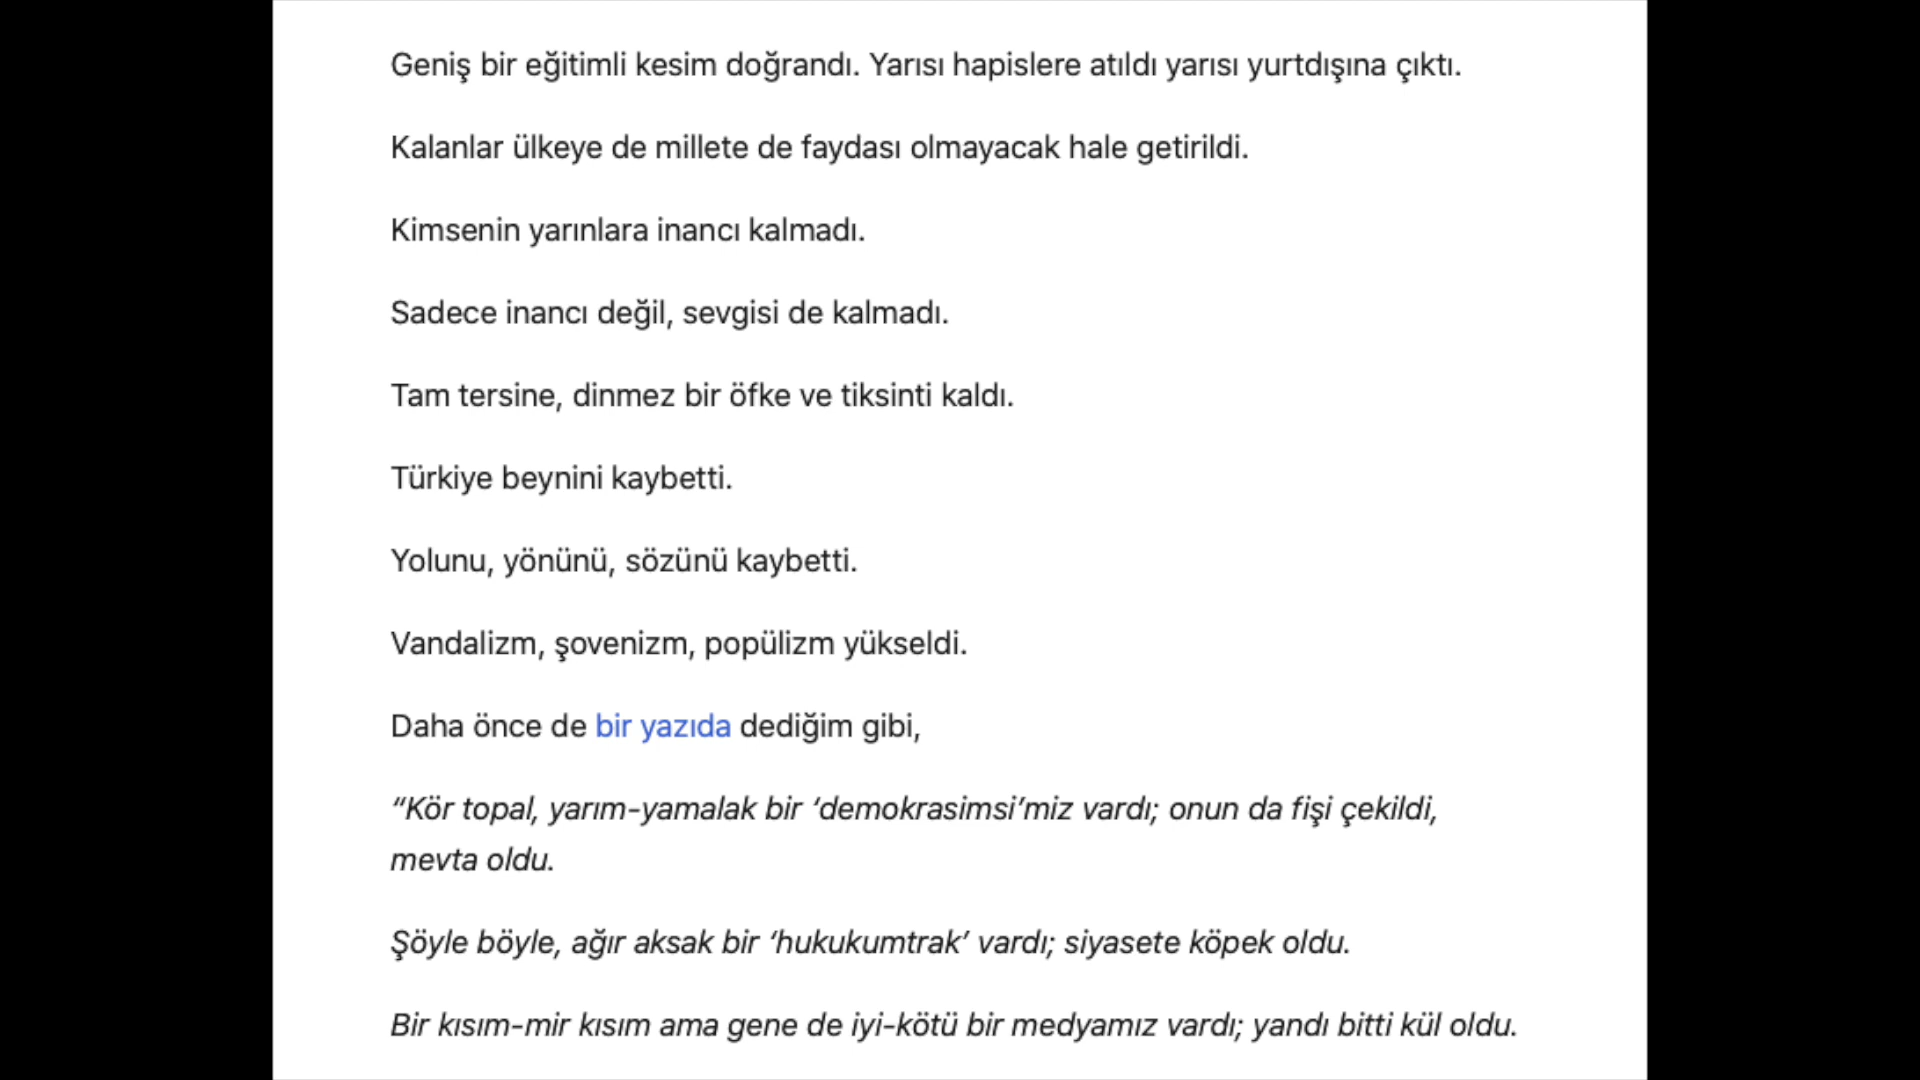 Geniş bir eğitimli kesim doğrandı. Yarısı hapislere atıldı yarısı yurtdışına çıktı.
Kalanlar ülkeye de millete de faydası olmayacak hale getirildi.
Kimsenin yarınlara inancı kalmadı.
Sadece inancı değil, sevgisi de kalmadı.
Tam tersine, dinmez bir öfke ve tiksinti kaldı.
Türkiye beynini kaybetti.
Yolunu, yönünü, sözünü kaybetti.
Vandalizm, şovenizm, popülizm yükseldi.
Daha önce de bir yazıda dediğim gibi,
“Kör topal, yarım-yamalak bir ‘demokrasimsi’miz vardı; onun da fişi çekildi,
mevta oldu.
Şöyle böyle, ağır aksak bir ‘hukukumtrak’ vardı; siyasete köpek oldu.
Bir kısım-mir kısım ama gene de iyi-kötü bir medyamız vardı; yandı bitti kül oldu.